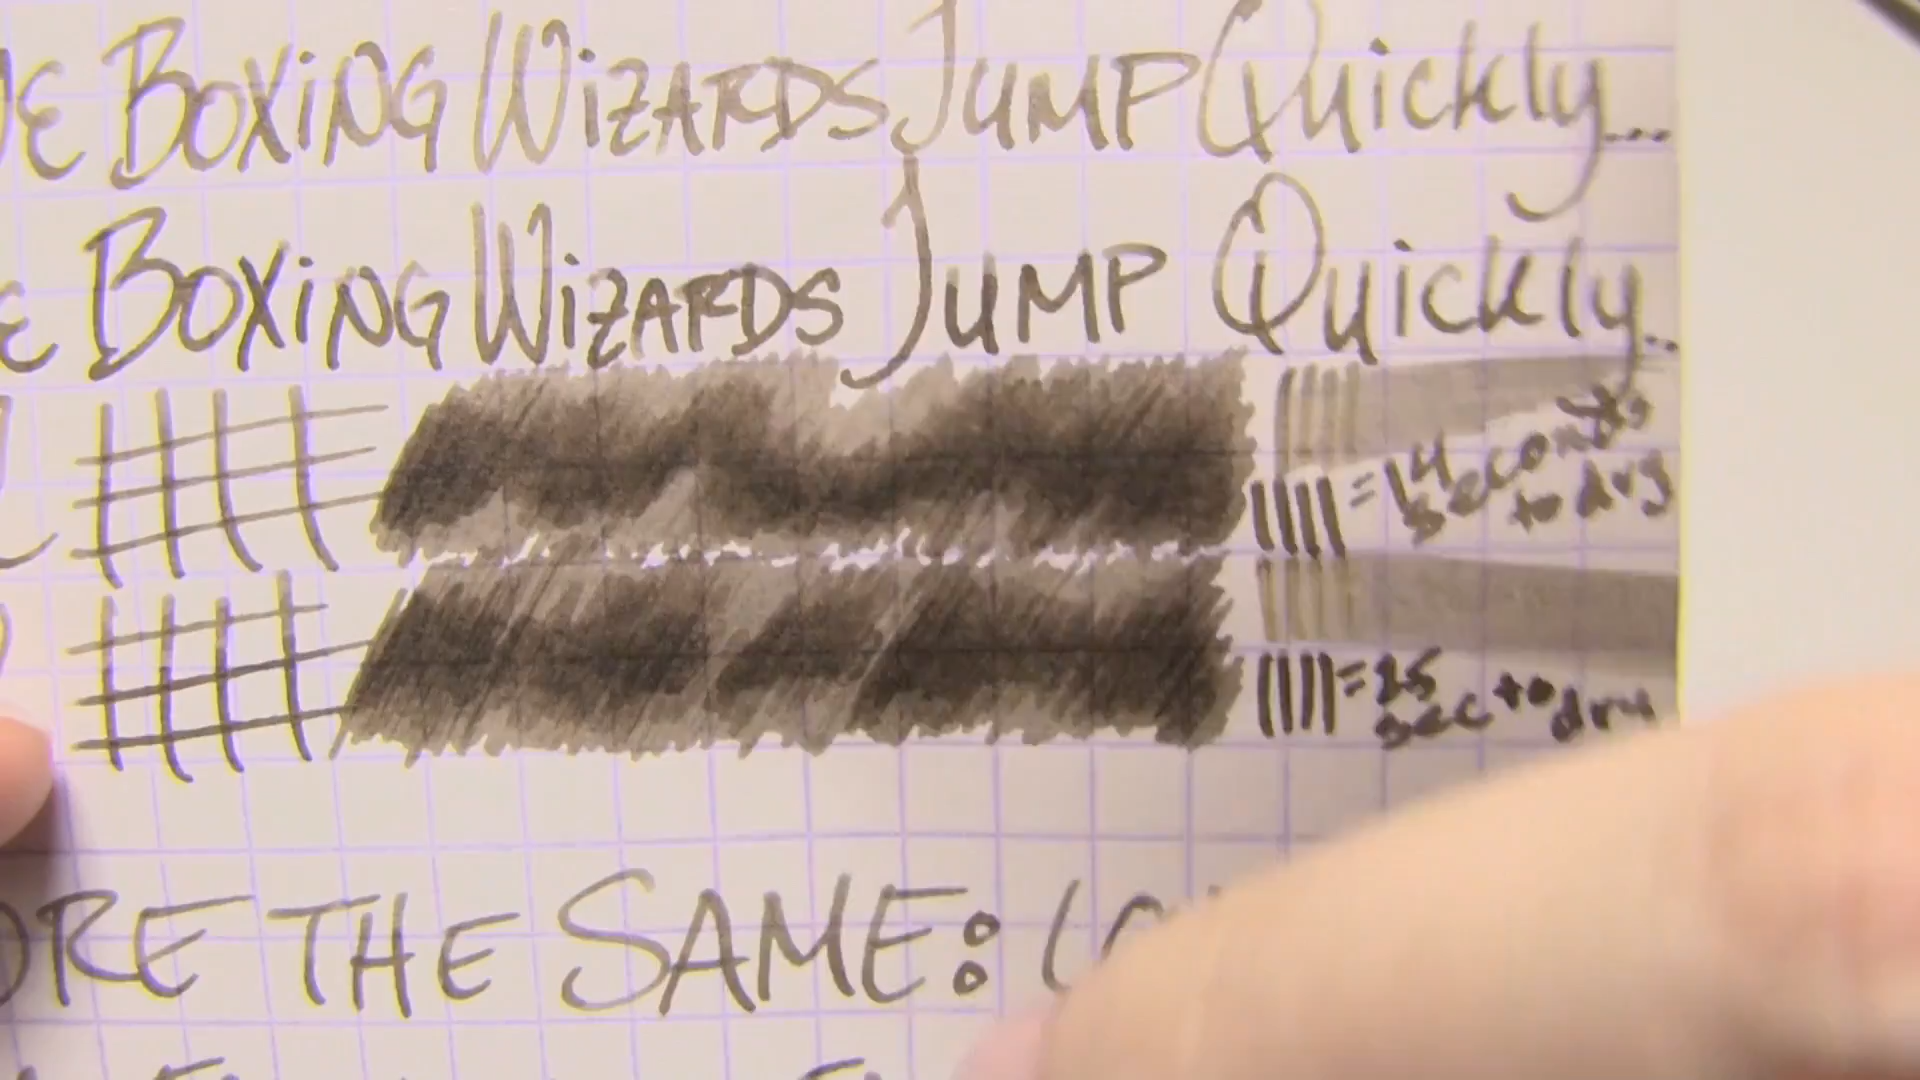 VE BOXING WIZARDS JUMP QUICKLY...
E BOXING WIZARDS JUMP QUICKLY..
= 14 seconds to dry
= 25 sec to dry
ORE THE SAME: